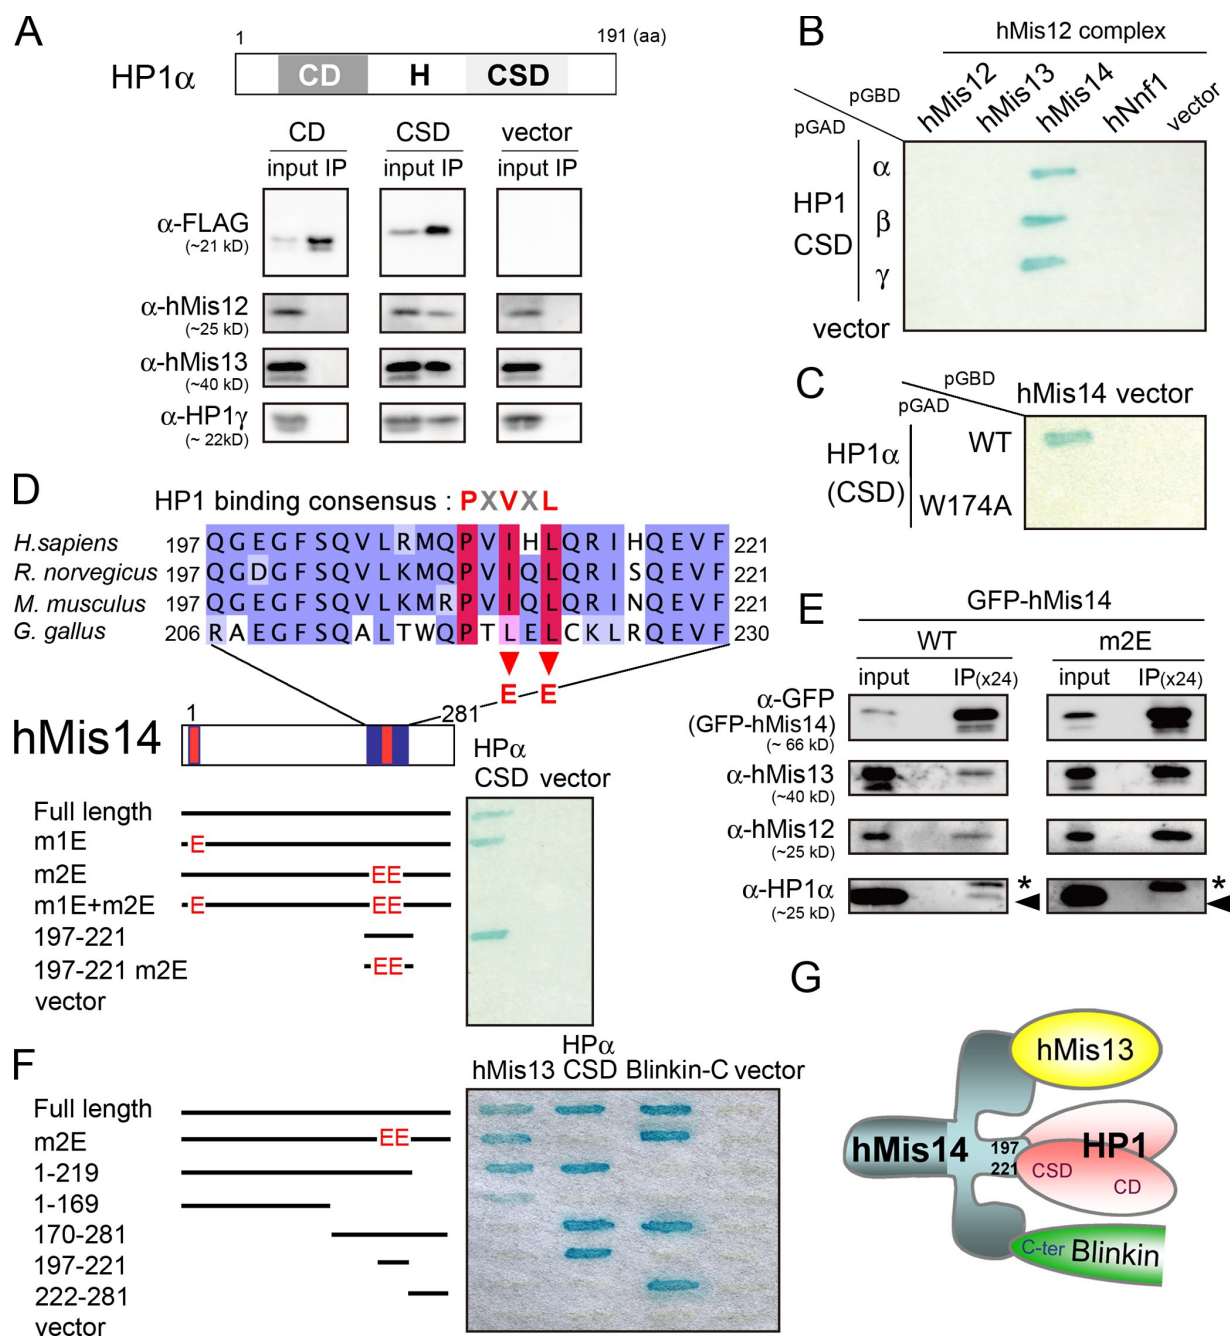 A
1 191 (aa)
HP1α CD H CSD
CD CSD vector
input IP input IP input IP
α-FLAG
(~21 kD)
α-hMis12
(~25 kD)
α-hMis13
(~40 kD)
α-HP1γ
(~ 22kD)
B
hMis12 complex
pGBD
pGAD
hMis12 hMis13 hMis14 hNnf1 vector
HP1
CSD
α
β
γ
vector
C
pGBD
pGAD
hMis14 vector
HP1α
(CSD)
WT
W174A
D
HP1 binding consensus : PXVXL
H.sapiens 197 QGEGFSQVLRMQPVIHLQRIHQEVF 221
R. norvegicus 197 QGDGFSQVLKMQPVIQLQRISQEVF 221
M. musculus 197 QGEGFSQVLKMRPVIQLQRINQEVF 221
G. gallus 206 RAEGFSQALTWQPTLELCKLRQEVF 230
E E
1 281
hMis14
HPα
CSD vector
Full length
m1E E
m2E EE
m1E+m2E E EE
197-221
197-221 m2E EE
vector
E
GFP-hMis14
WT m2E
input IP(x24) input IP(x24)
α-GFP
(GFP-hMis14)
(~ 66 kD)
α-hMis13
(~40 kD)
α-hMis12
(~25 kD)
α-HP1α
(~25 kD)
* *
F
HPα
hMis13 CSD Blinkin-C vector
Full length
m2E EE
1-219
1-169
170-281
197-221
222-281
vector
G
hMis13
hMis14
197
221
HP1
CSD
CD
C-ter Blinkin